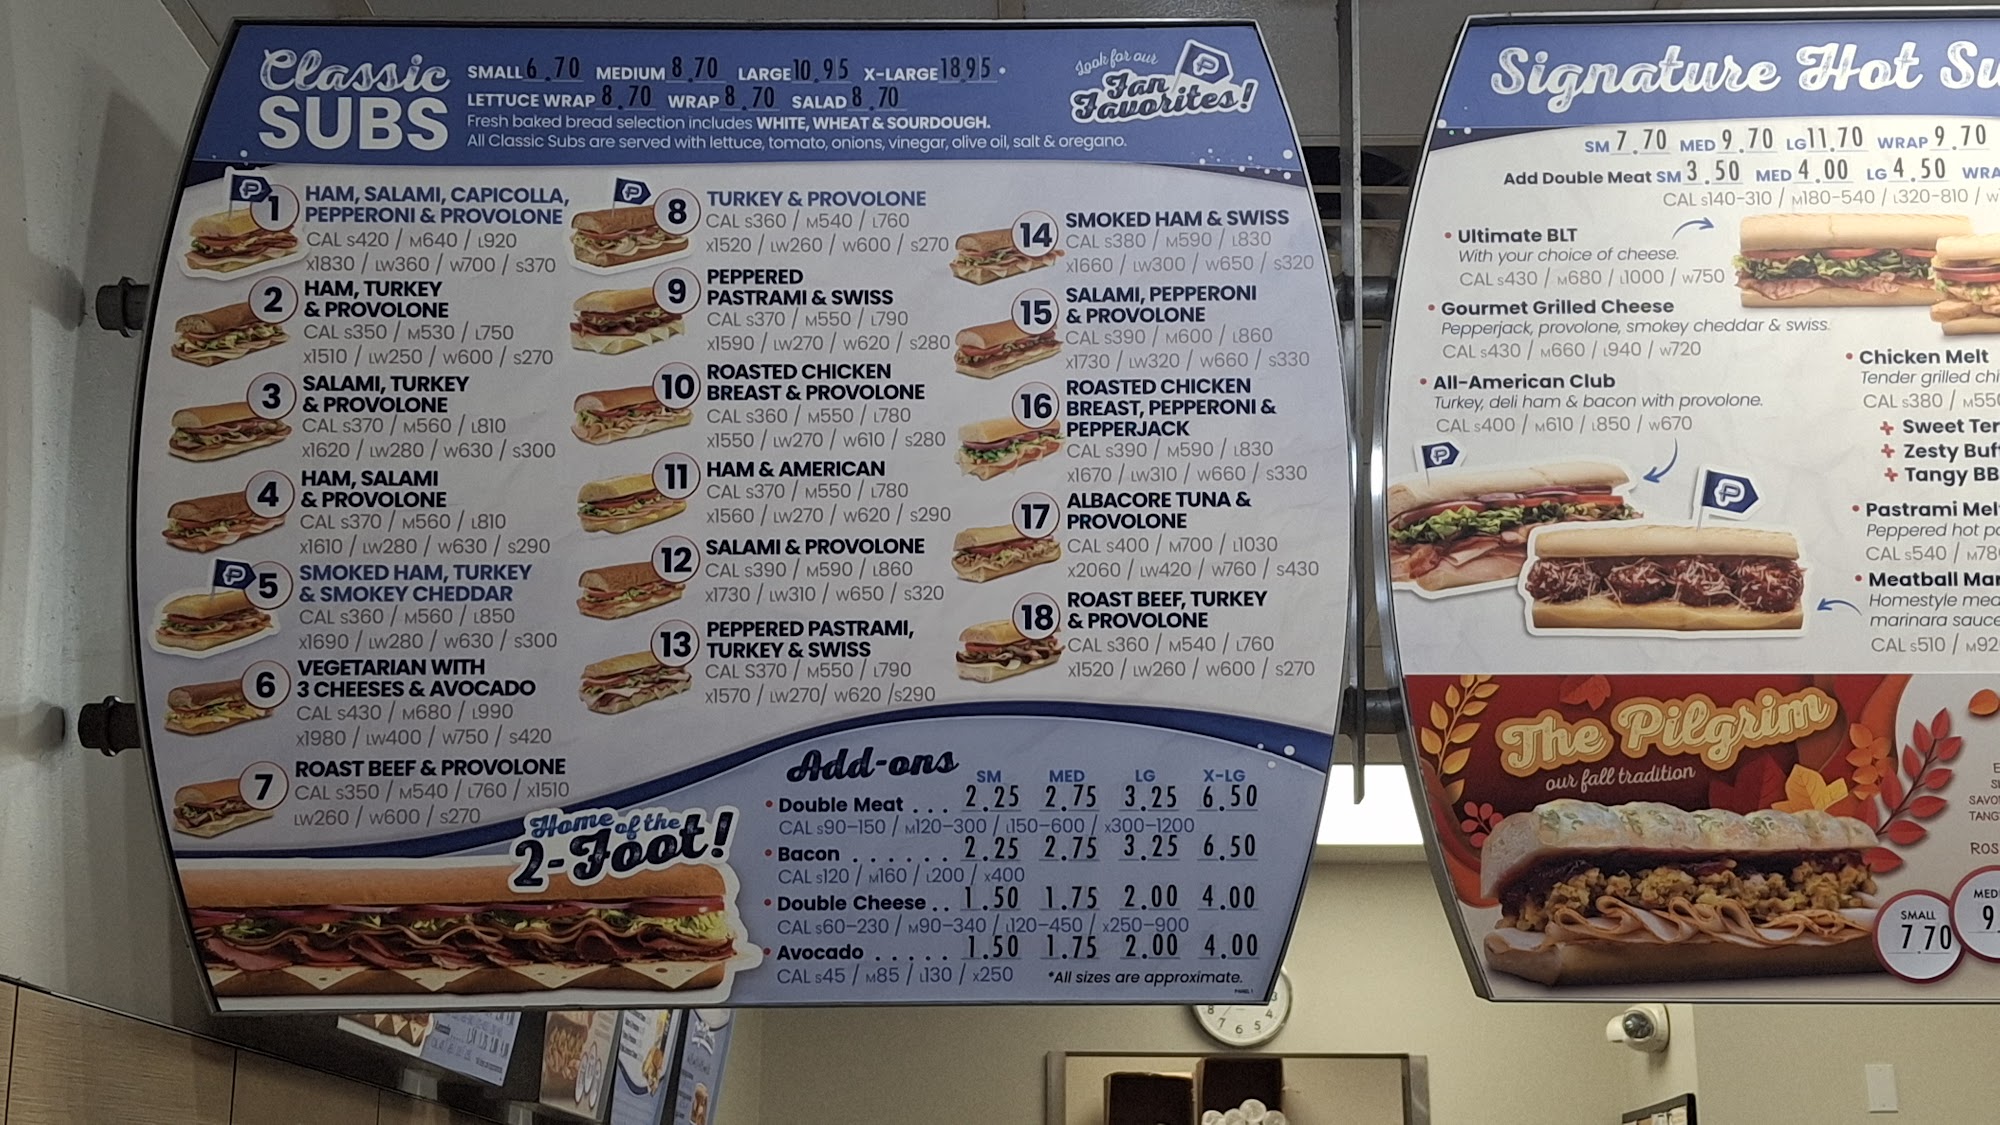 Classic
SUBS
SMALL 6.70 MEDIUM 8.70 LARGE 10.95 X-LARGE 18.95
LETTUCE WRAP 8.70 WRAP 8.70 SALAD 8.70
Fresh baked bread selection includes WHITE, WHEAT & SOURDOUGH.
All Classic Subs are served with lettuce, tomato, onions, vinegar, olive oil, salt & oregano.
Look for our
Fan
Favorites!
1
HAM, SALAMI, CAPICOLLA,
PEPPERONI & PROVOLONE
CAL S420 / M640 / L920
X1830 / LW360 / W700 / S370
2
HAM, TURKEY
& PROVOLONE
CAL S350 / M530 / L750
X1510 / LW250 / W600 / S270
3
SALAMI, TURKEY
& PROVOLONE
CAL S370 / M560 / L810
X1620 / LW280 / W630 / S300
4
HAM, SALAMI
& PROVOLONE
CAL S370 / M560 / L810
X1610 / LW280 / W630 / S290
5
SMOKED HAM, TURKEY
& SMOKEY CHEDDAR
CAL S360 / M560 / L850
X1690 / LW280 / W630 / S300
6
VEGETARIAN WITH
3 CHEESES & AVOCADO
CAL S430 / M680 / L990
X1980 / LW400 / W750 / S420
7
ROAST BEEF & PROVOLONE
CAL S350 / M540 / L760 / X1510
LW260 / W600 / S270
8
TURKEY & PROVOLONE
CAL S360 / M540 / L760
X1520 / LW260 / W600 / S270
9
PEPPERED
PASTRAMI & SWISS
CAL S370 / M550 / L790
X1590 / LW270 / W620 / S280
10
ROASTED CHICKEN
BREAST & PROVOLONE
CAL S360 / M550 / L780
X1550 / LW270 / W610 / S280
11
HAM & AMERICAN
CAL S370 / M550 / L780
X1560 / LW270 / W620 / S290
12
SALAMI & PROVOLONE
CAL S390 / M590 / L860
X1730 / LW310 / W650 / S320
13
PEPPERED PASTRAMI,
TURKEY & SWISS
CAL S370 / M550 / L790
X1570 / LW270/ W620 /S290
14
SMOKED HAM & SWISS
CAL S380 / M590 / L830
X1660 / LW300 / W650 / S320
15
SALAMI, PEPPERONI
& PROVOLONE
CAL S390 / M600 / L860
X1730 / LW320 / W660 / S330
16
ROASTED CHICKEN
BREAST, PEPPERONI &
PEPPERJACK
CAL S390 / M590 / L830
X1670 / LW310 / W660 / S330
17
ALBACORE TUNA &
PROVOLONE
CAL S400 / M700 / L1030
X2060 / LW420 / W760 / S430
18
ROAST BEEF, TURKEY
& PROVOLONE
CAL S360 / M540 / L760
X1520 / LW260 / W600 / S270
Home of the
2-Foot!
Add-ons
SM MED LG X-LG
• Double Meat . . . 2.25 2.75 3.25 6.50
CAL S90–150 / M120–300 / L150–600 / X300–1200
• Bacon . . . . . . 2.25 2.75 3.25 6.50
CAL S120 / M160 / L200 / X400
• Double Cheese . . 1.50 1.75 2.00 4.00
CAL S60–230 / M90–340 / L120–450 / X250–900
• Avocado . . . . . 1.50 1.75 2.00 4.00
CAL S45 / M85 / L130 / X250
*All sizes are approximate.
Signature Hot Su
SM 7.70 MED 9.70 LG 11.70 WRAP 9.70
Add Double Meat SM 3.50 MED 4.00 LG 4.50 WRA
CAL S140-310 / M180-540 / L320-810 / W
• Ultimate BLT
With your choice of cheese.
CAL S430 / M680 / L1000 / W750
• Gourmet Grilled Cheese
Pepperjack, provolone, smokey cheddar & swiss.
CAL S430 / M660 / L940 / W720
• All-American Club
Turkey, deli ham & bacon with provolone.
CAL S400 / M610 / L850 / W670
• Chicken Melt
Tender grilled chi
CAL S380 / M550
+ Sweet Ter
+ Zesty Buff
+ Tangy BB
• Pastrami Mel
Peppered hot pa
CAL S540 / M78
• Meatball Mar
Homestyle mea
marinara sauce
CAL S510 / M92
The Pilgrim
our fall tradition
SAVO
TANG
ROS
SMALL
7.70
MED
9.